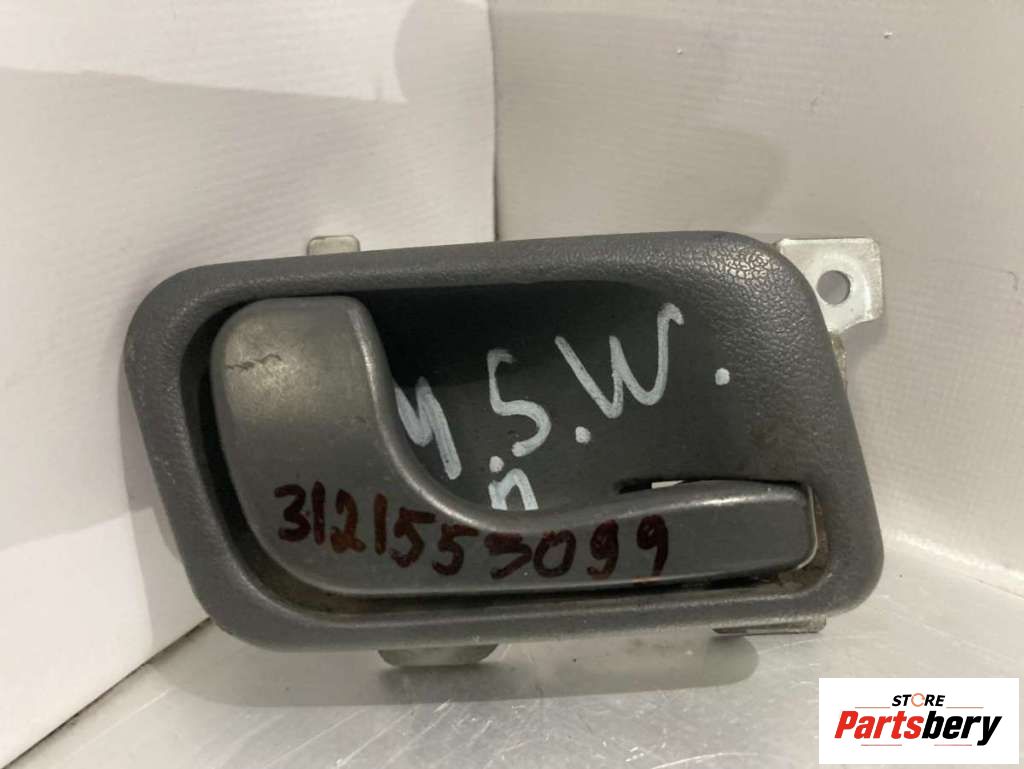 Y.S.W.
п
3121553099
STORE
Partsbery